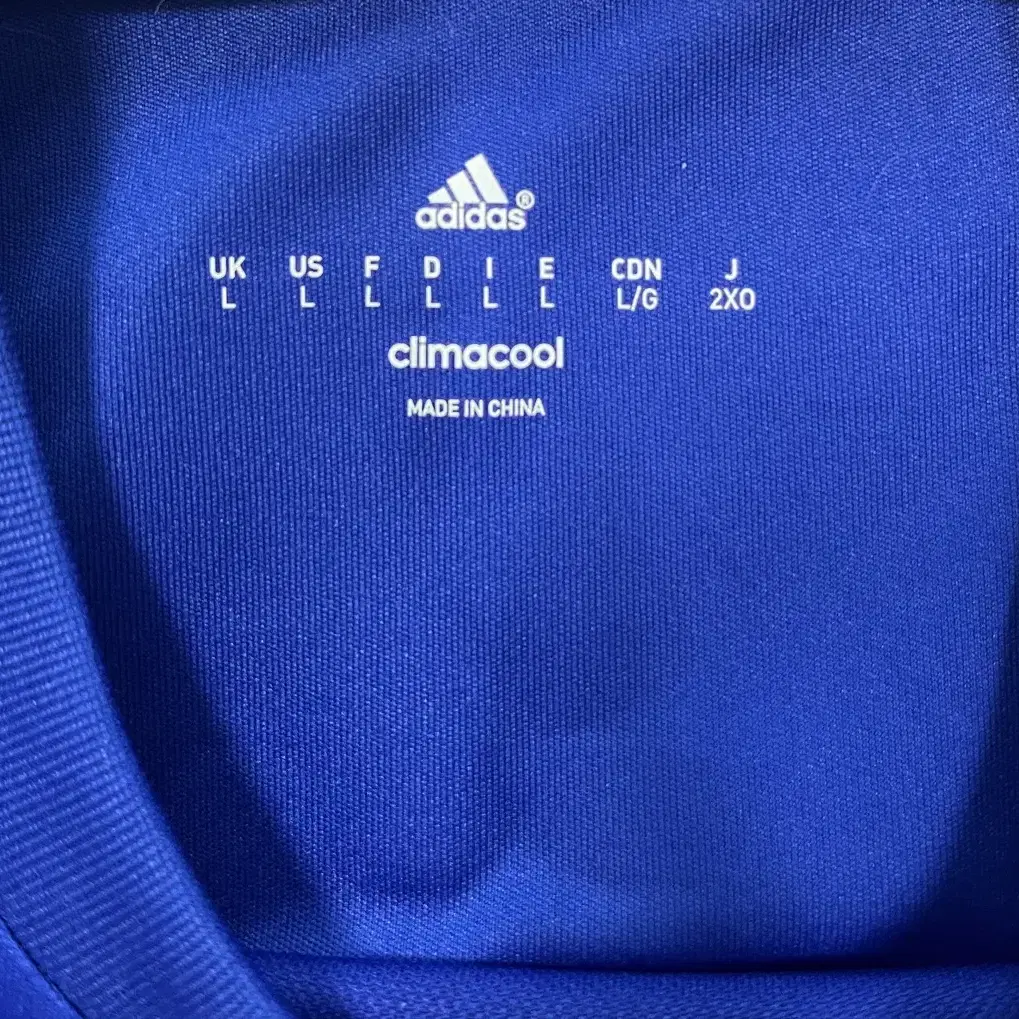 adidas®
UK US F D I E CDN J
L L L L L L L/G 2XO
climacool
MADE IN CHINA